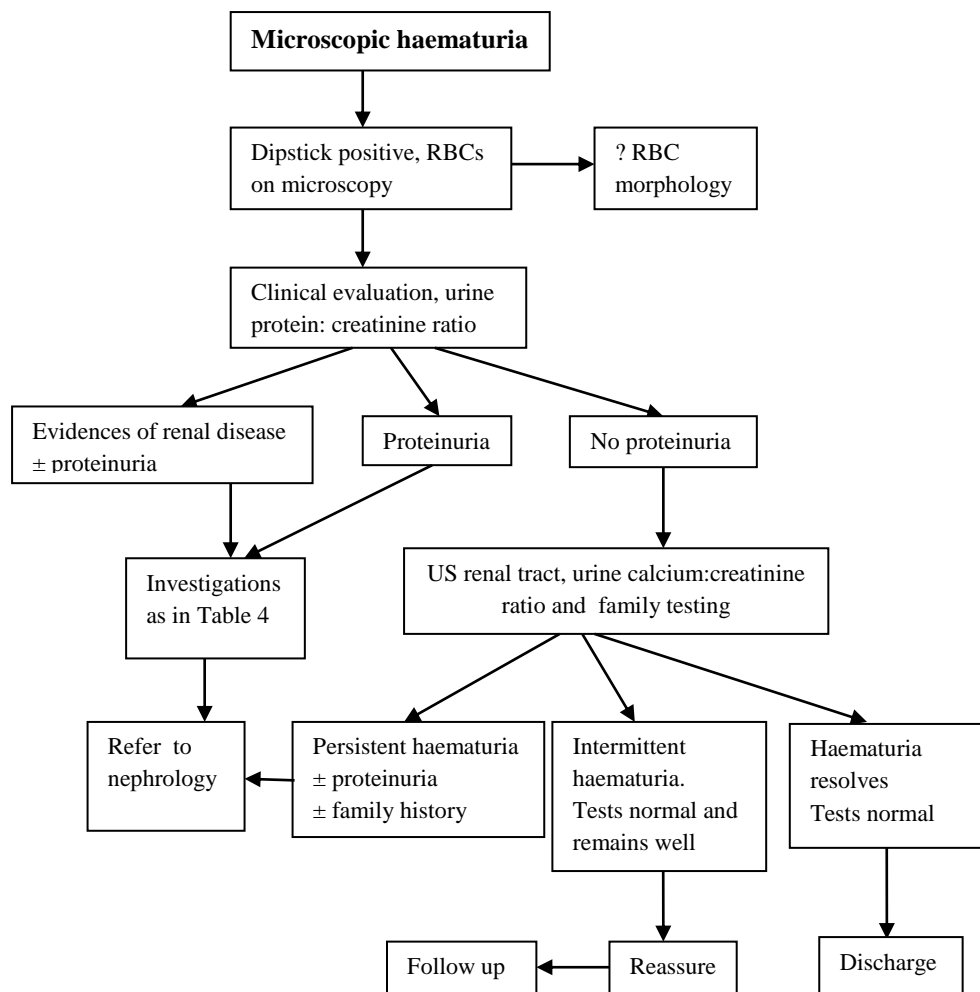 Microscopic haematuria
Dipstick positive, RBCs
on microscopy
? RBC
morphology
Clinical evaluation, urine
protein: creatinine ratio
Evidences of renal disease
± proteinuria
Proteinuria
No proteinuria
Investigations
as in Table 4
US renal tract, urine calcium:creatinine
ratio and family testing
Refer to
nephrology
Persistent haematuria
± proteinuria
± family history
Intermittent
haematuria.
Tests normal and
remains well
Haematuria
resolves
Tests normal
Follow up
Reassure
Discharge